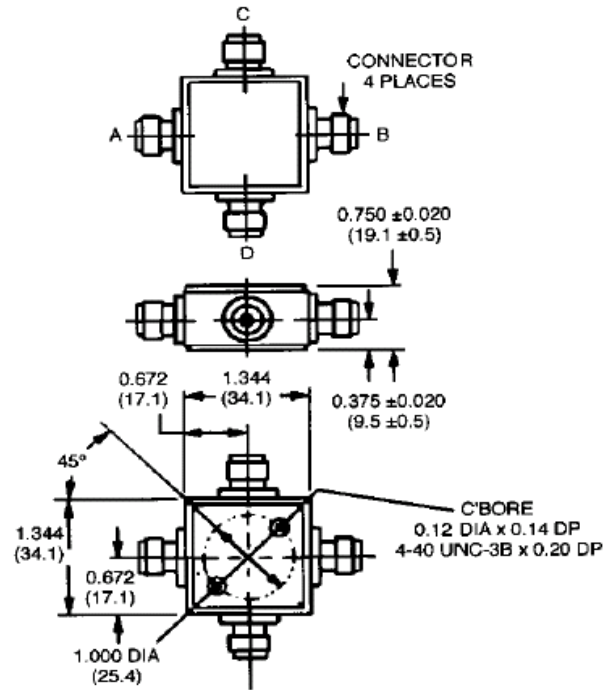 C
CONNECTOR
4 PLACES
A
B
D
0.750 ±0.020
(19.1 ±0.5)
0.672
(17.1)
1.344
(34.1)
0.375 ±0.020
(9.5 ±0.5)
45°
C'BORE
0.12 DIA x 0.14 DP
4-40 UNC-3B x 0.20 DP
1.344
(34.1)
0.672
(17.1)
1.000 DIA
(25.4)